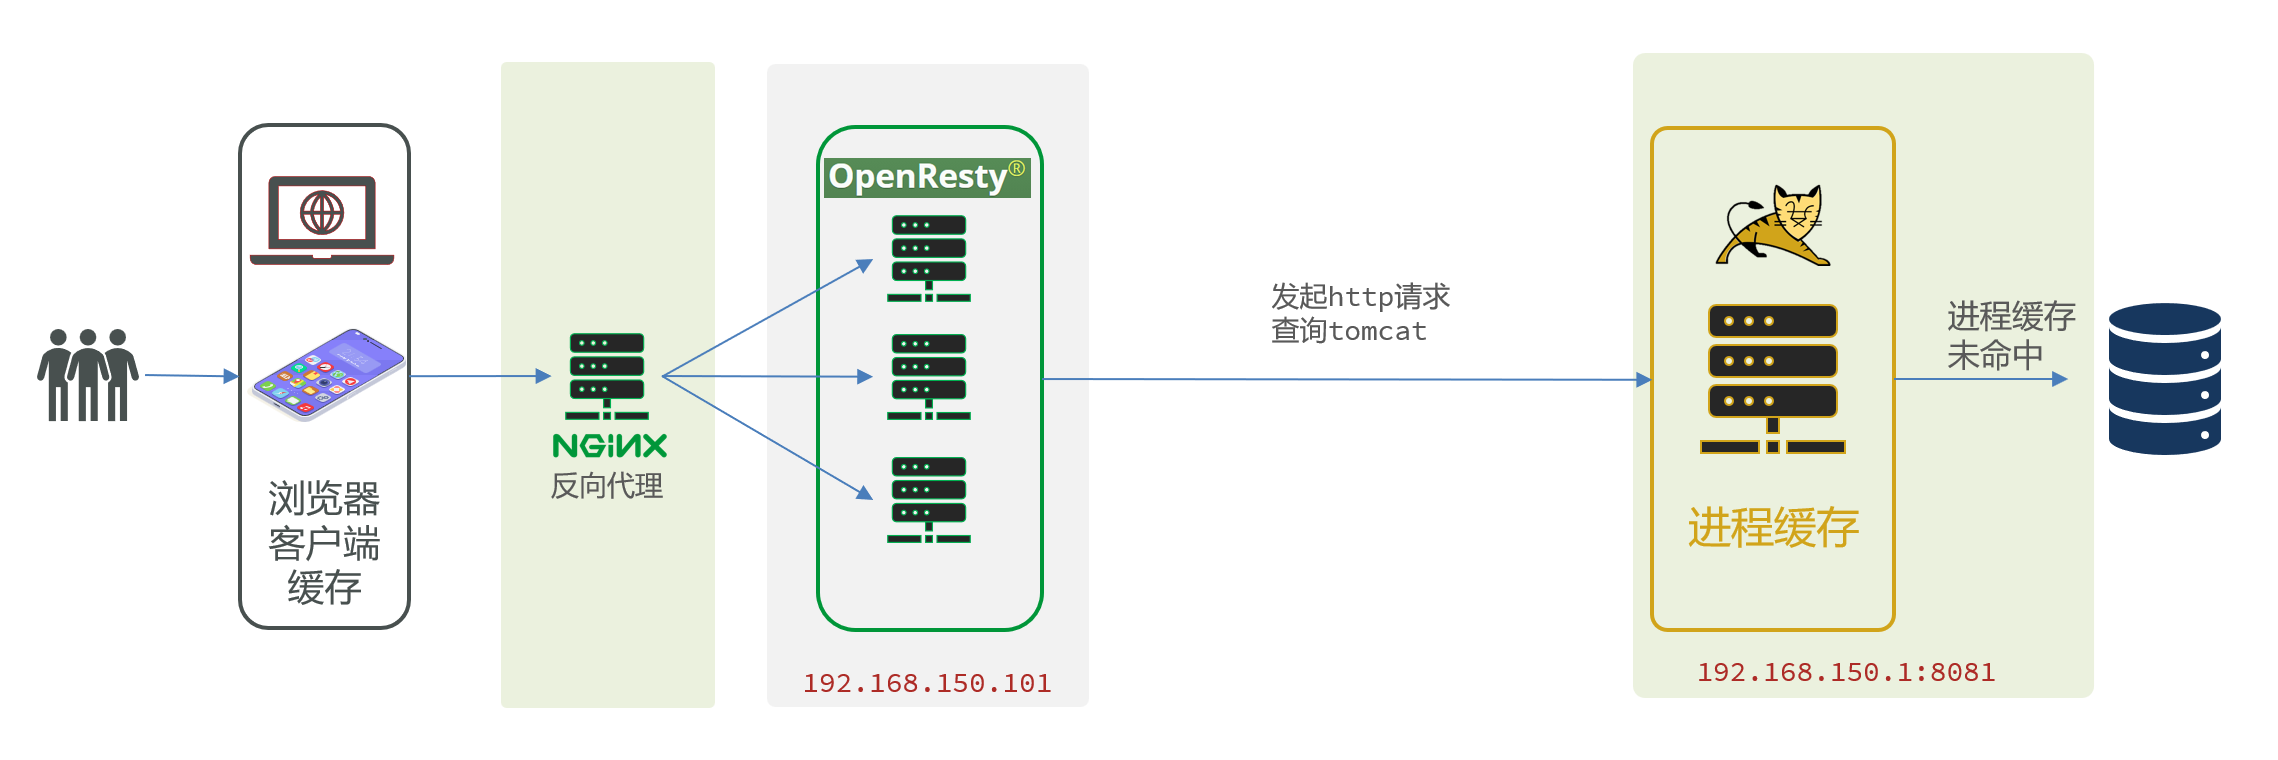 浏览器
客户端
缓存
NGINX
反向代理
OpenResty®
192.168.150.101
发起http请求
查询tomcat
进程缓存
192.168.150.1:8081
进程缓存
未命中